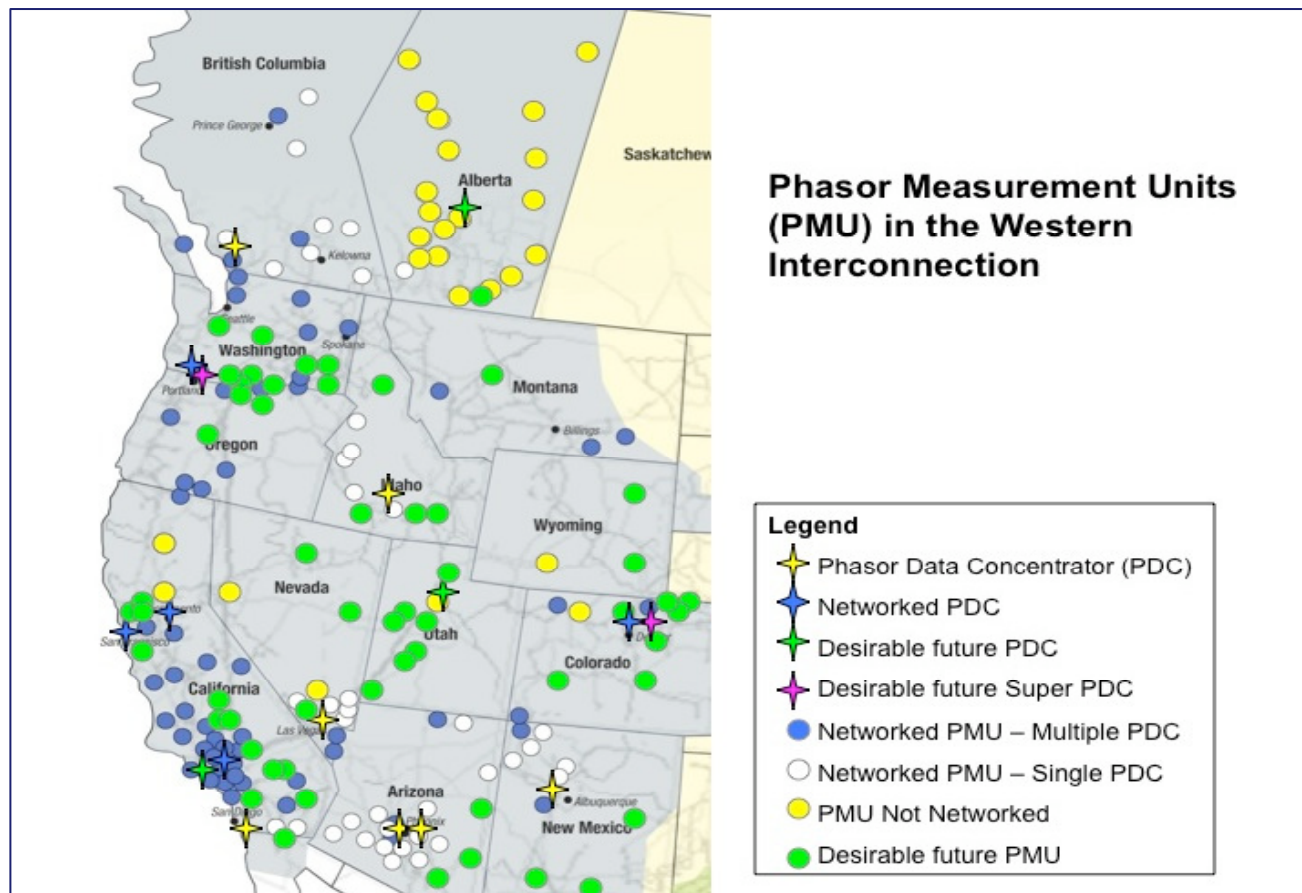 British Columbia
Prince George
Alberta
Saskatchew
Kelowna
Seattle
Spokane
Washington
Portland
Montana
Billings
Oregon
Idaho
Wyoming
Nevada
Utah
Colorado
California
Las Vegas
Arizona
Phoenix
San Diego
Albuquerque
New Mexico
Phasor Measurement Units
(PMU) in the Western
Interconnection
Legend
Phasor Data Concentrator (PDC)
Networked PDC
Desirable future PDC
Desirable future Super PDC
Networked PMU – Multiple PDC
Networked PMU – Single PDC
PMU Not Networked
Desirable future PMU